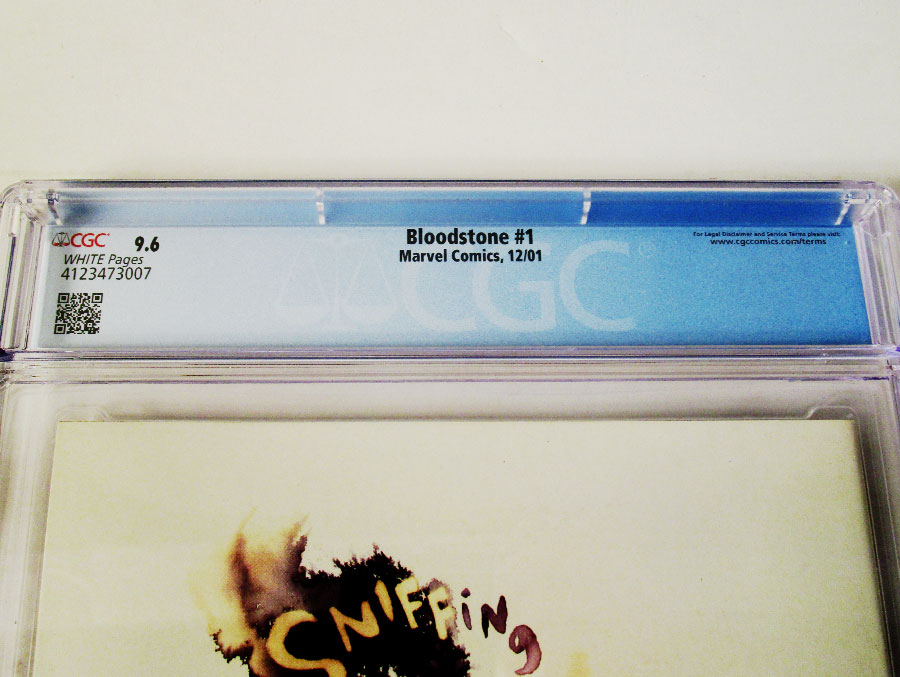 CGC 9.6
WHITE Pages
4123473007
Bloodstone #1
Marvel Comics, 12/01
For Legal Disclaimer and Service Terms please visit:
www.cgccomics.com/terms
CGC
SNIFFiNg